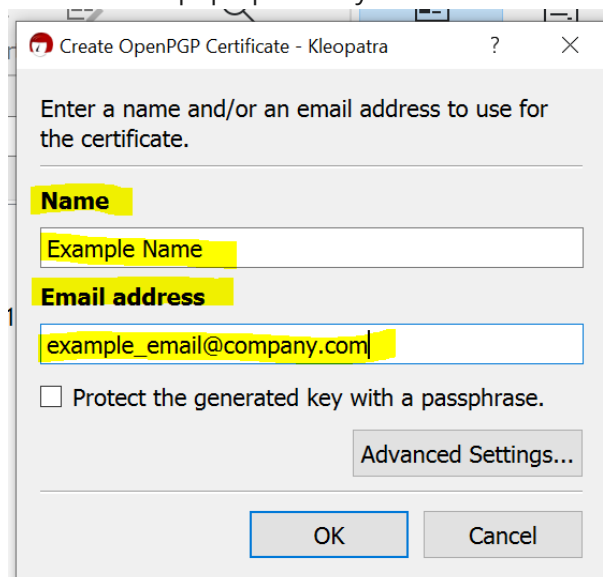 Create OpenPGP Certificate - Kleopatra ?
Enter a name and/or an email address to use for
the certificate.
Name
Example Name
Email address
example_email@company.com
Protect the generated key with a passphrase.
Advanced Settings...
OK Cancel